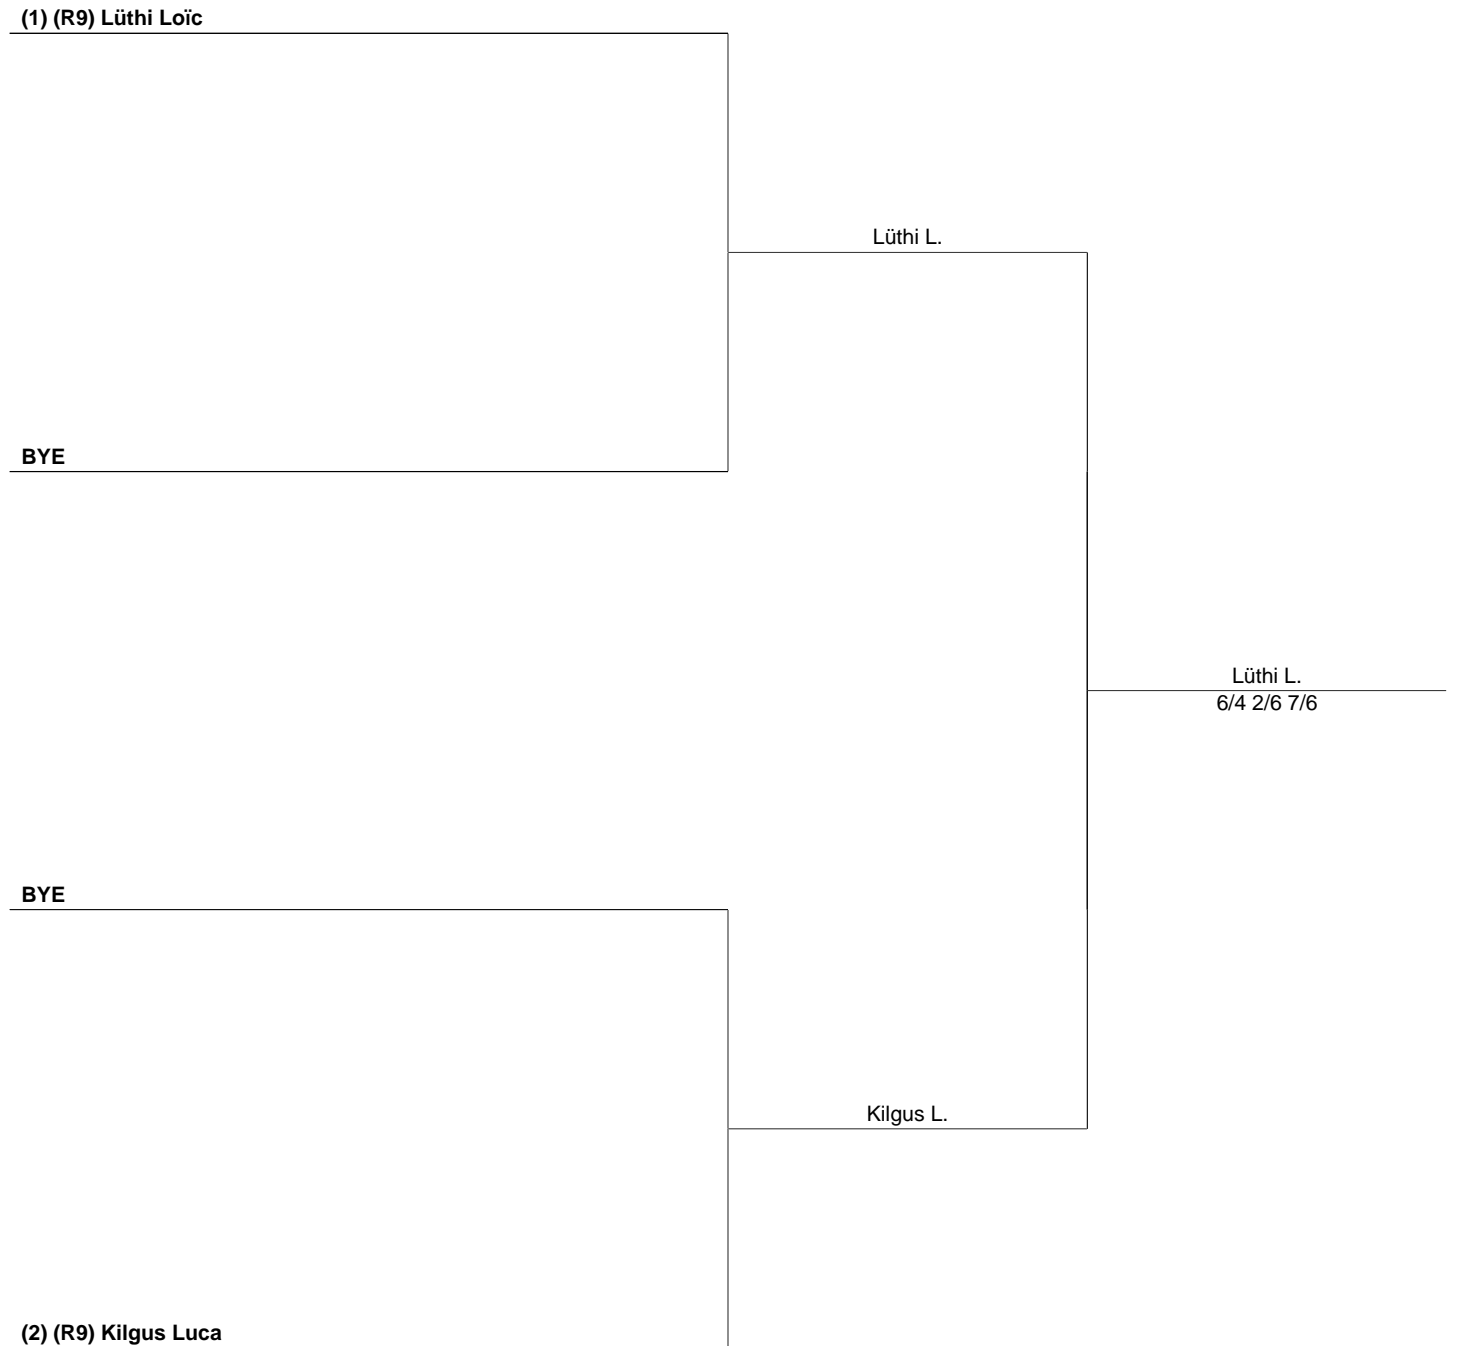 (1) (R9) Lüthi Loïc
Lüthi L.
BYE
Lüthi L.
6/4 2/6 7/6
BYE
Kilgus L.
(2) (R9) Kilgus Luca